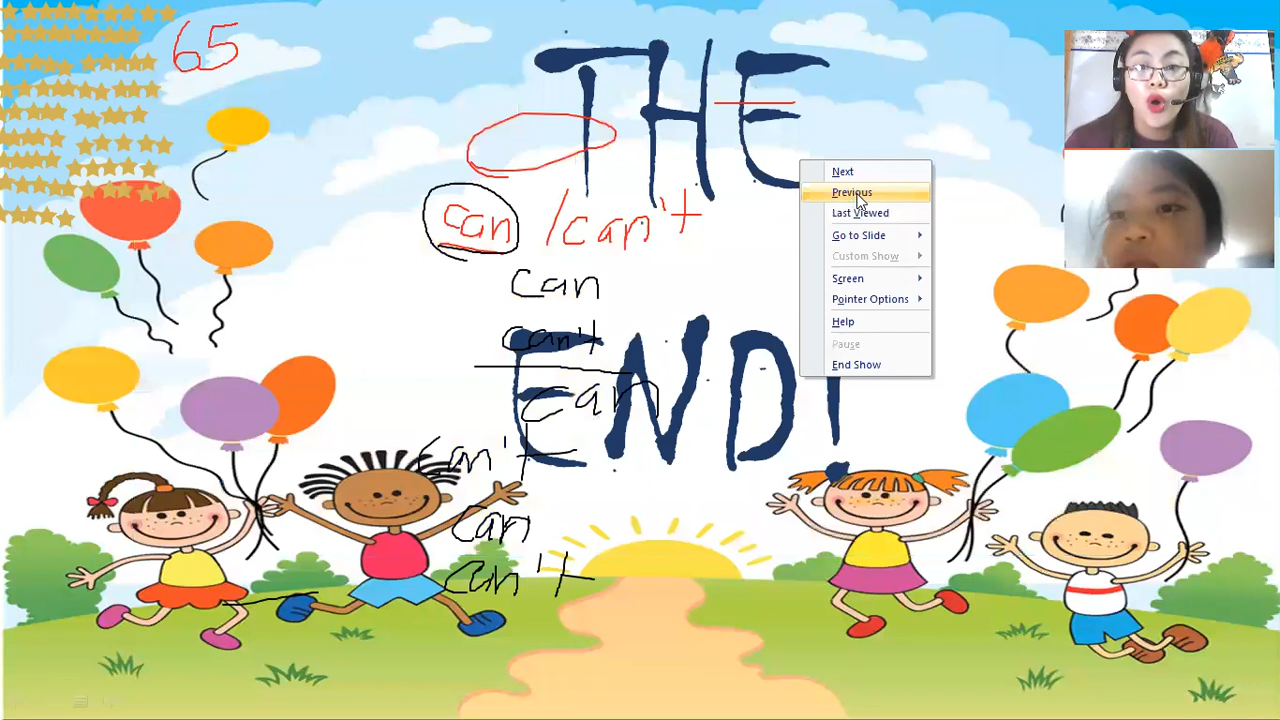 65
THE
Next
Previous
Last Viewed
Go to Slide
Custom Show
Screen
Pointer Options
Help
Pause
End Show
can /can't
can
can't
can
can't
can
can't
END!